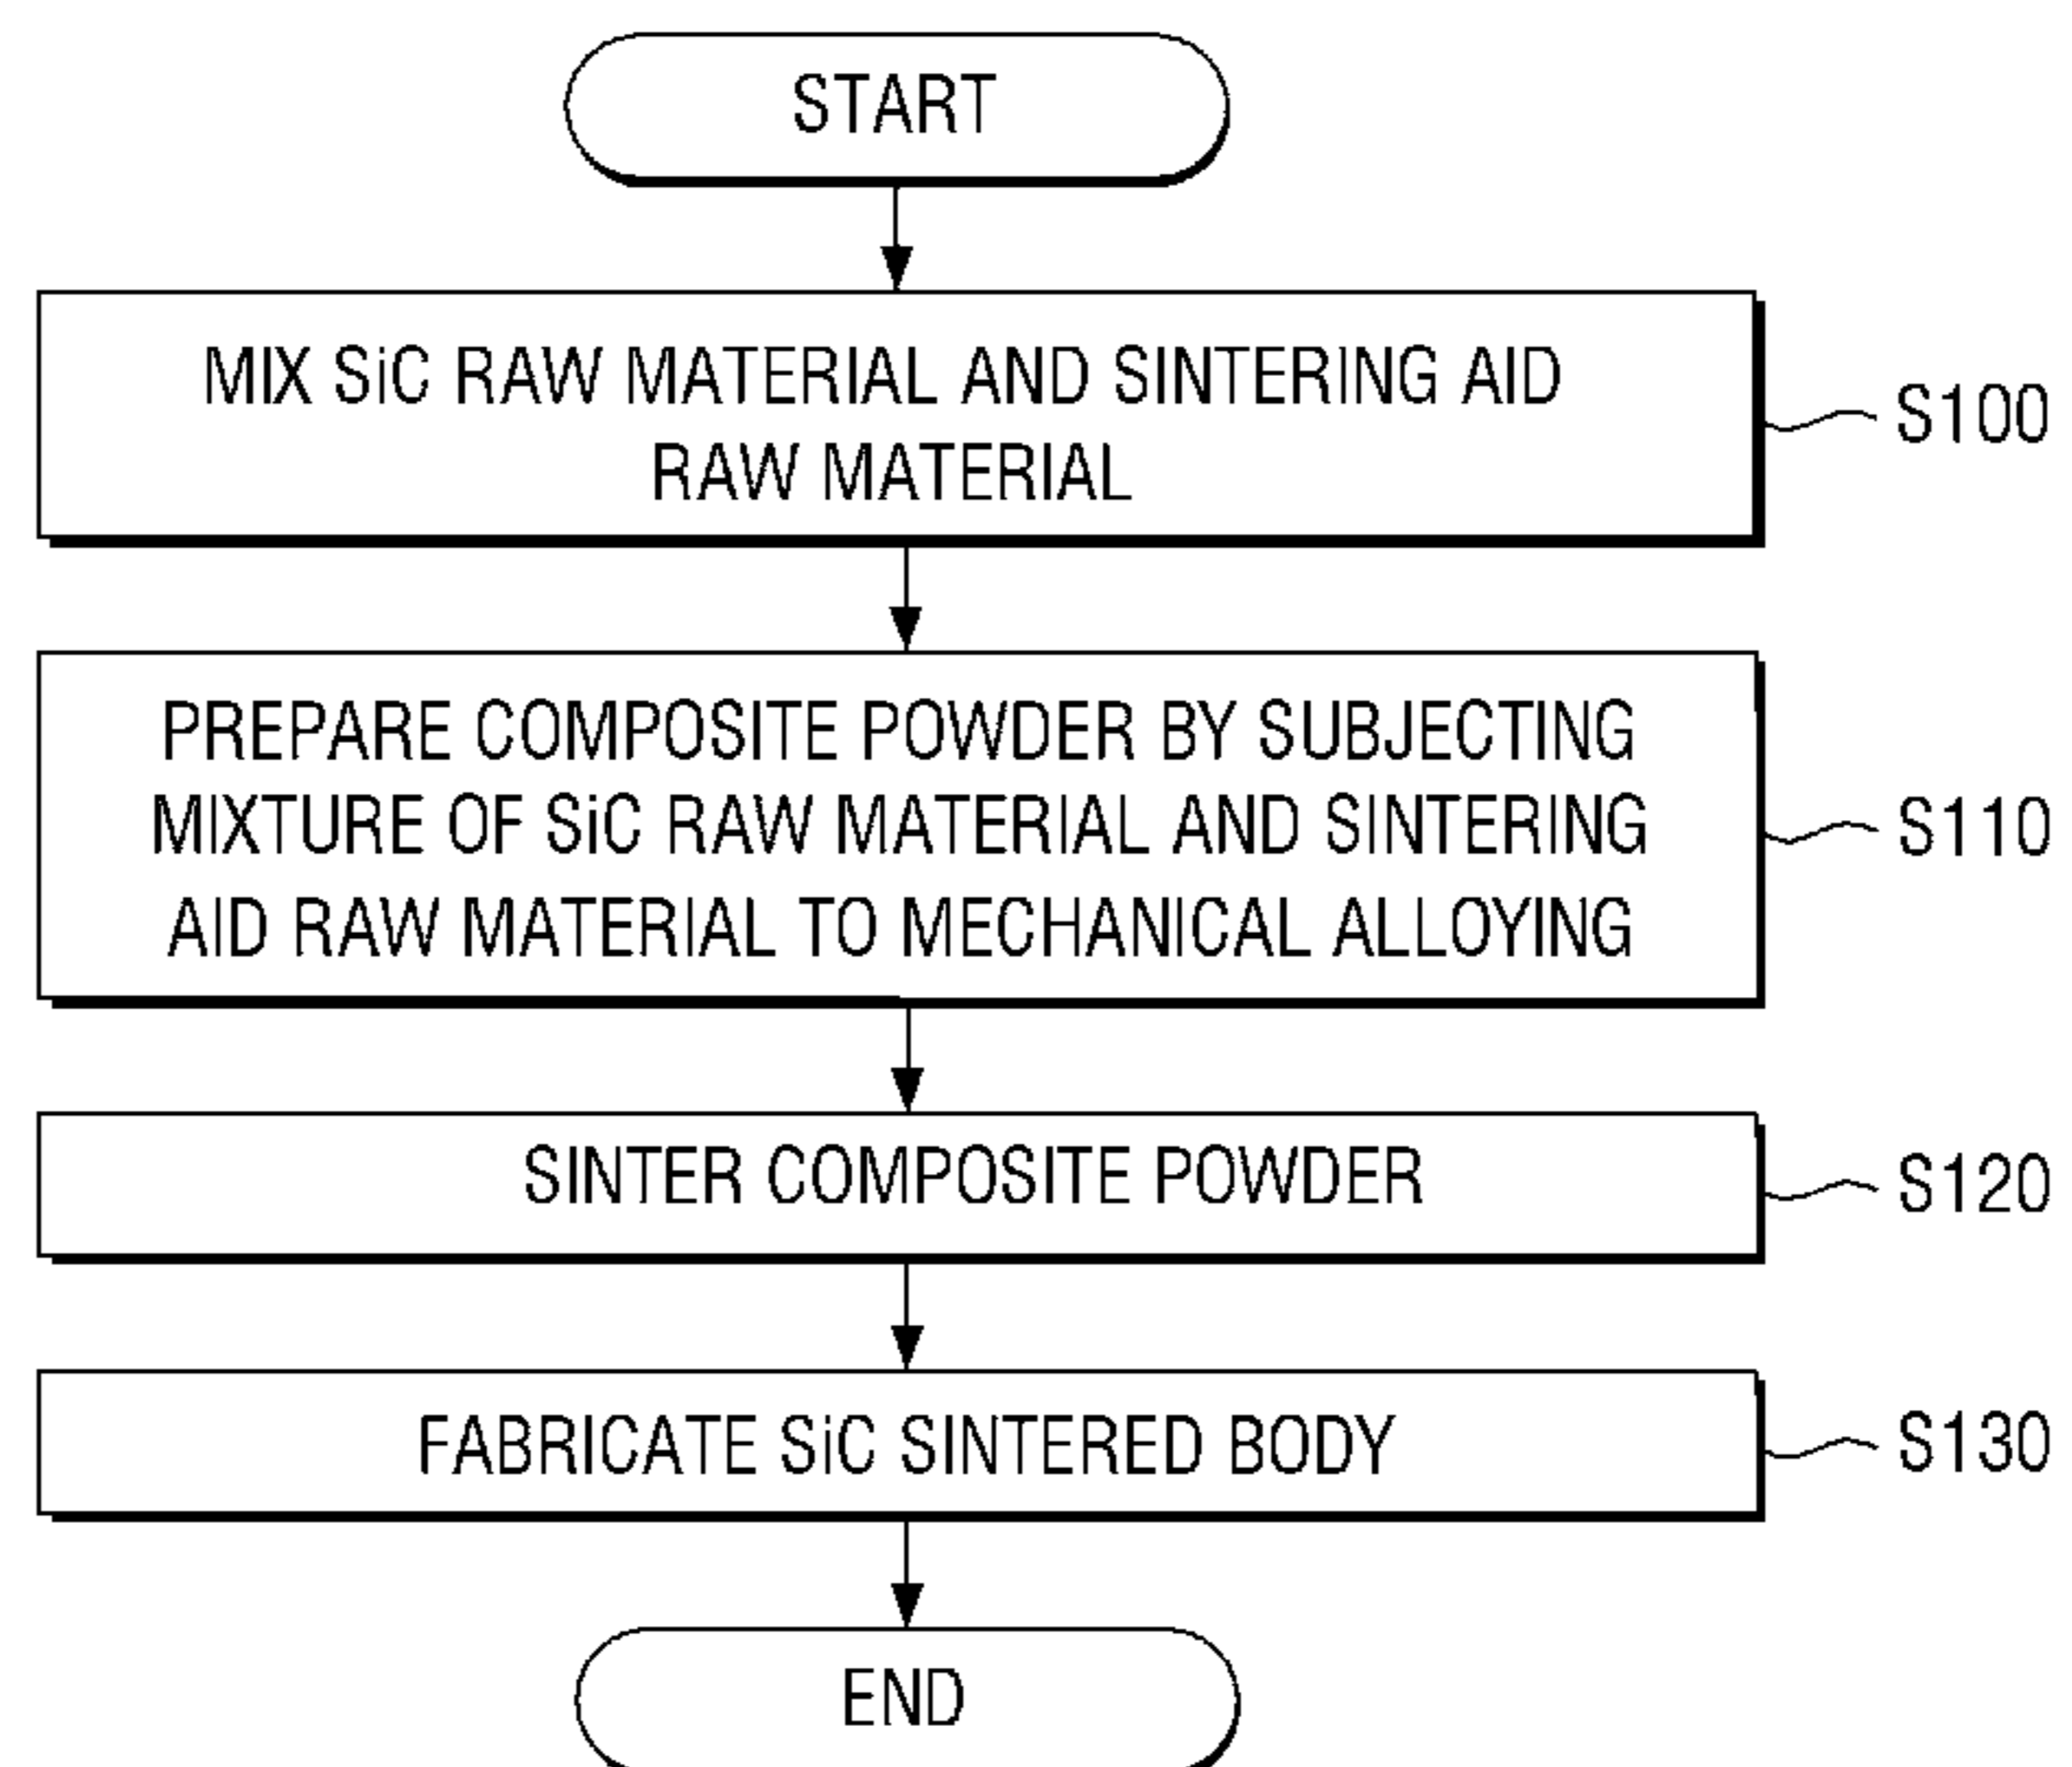 START
MIX SiC RAW MATERIAL AND SINTERING AID
RAW MATERIAL
S100
PREPARE COMPOSITE POWDER BY SUBJECTING
MIXTURE OF SiC RAW MATERIAL AND SINTERING
AID RAW MATERIAL TO MECHANICAL ALLOYING
S110
SINTER COMPOSITE POWDER
S120
FABRICATE SiC SINTERED BODY
S130
END